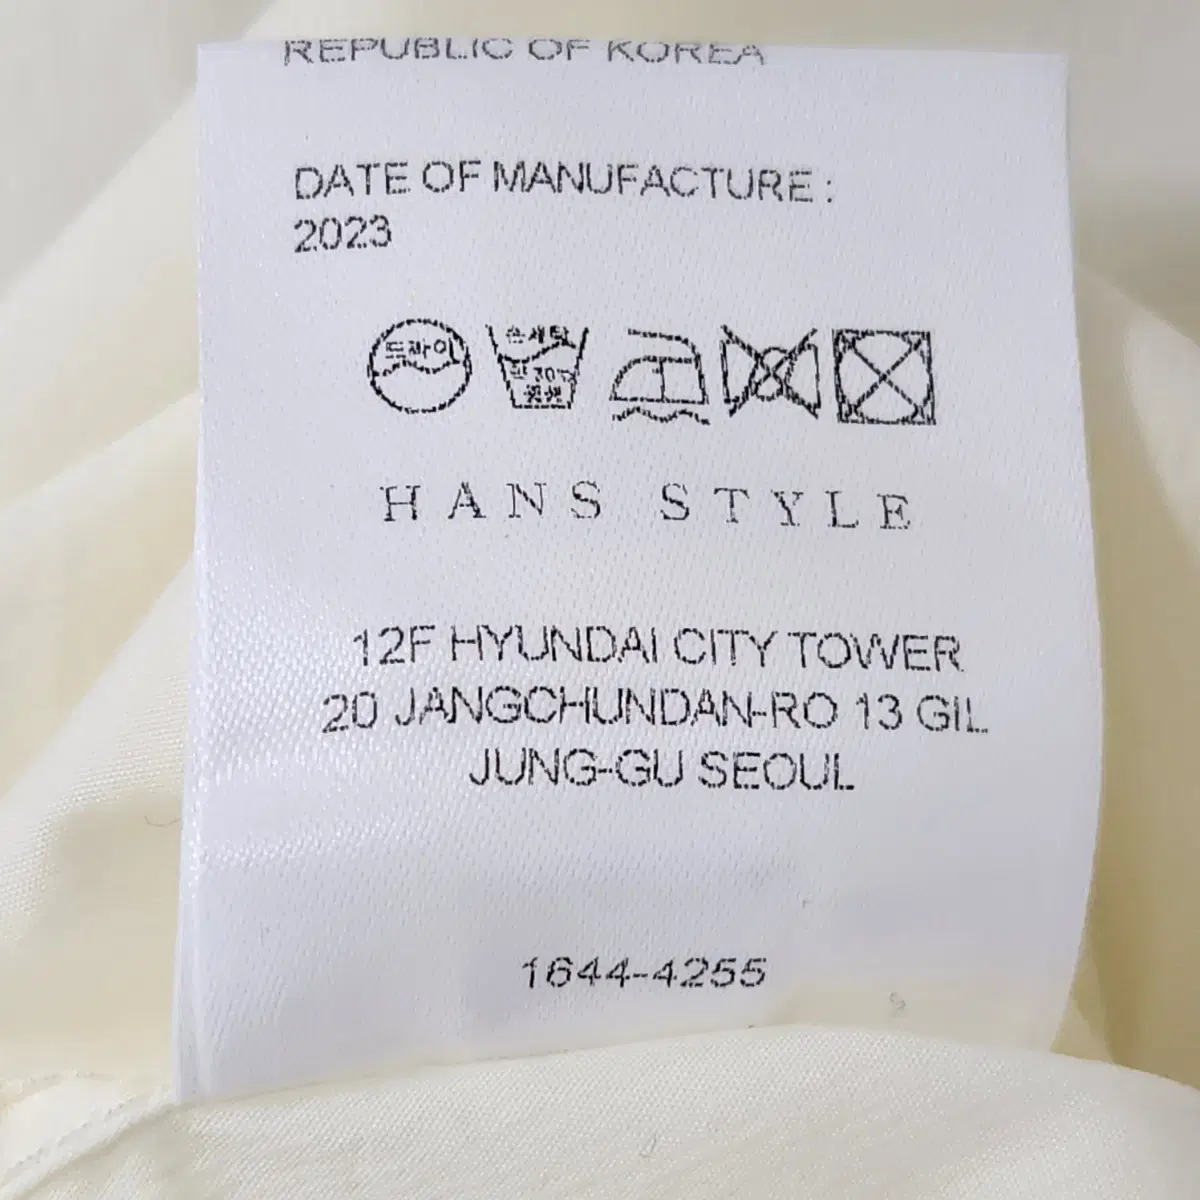 REPUBLIC OF KOREA
DATE OF MANUFACTURE :
2023
드라이
손세탁
약 30℃
중성
HANS STYLE
12F HYUNDAI CITY TOWER
20 JANGCHUNDAN-RO 13 GIL
JUNG-GU SEOUL
1644-4255